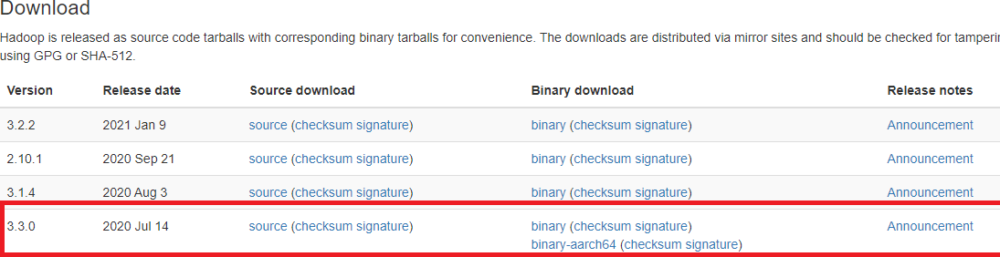 Download
Hadoop is released as source code tarballs with corresponding binary tarballs for convenience. The downloads are distributed via mirror sites and should be checked for tamperin
using GPG or SHA-512.
Version Release date Source download Binary download Release notes
3.2.2 2021 Jan 9 source (checksum signature) binary (checksum signature) Announcement
2.10.1 2020 Sep 21 source (checksum signature) binary (checksum signature) Announcement
3.1.4 2020 Aug 3 source (checksum signature) binary (checksum signature) Announcement
3.3.0 2020 Jul 14 source (checksum signature) binary (checksum signature) Announcement
binary-aarch64 (checksum signature)